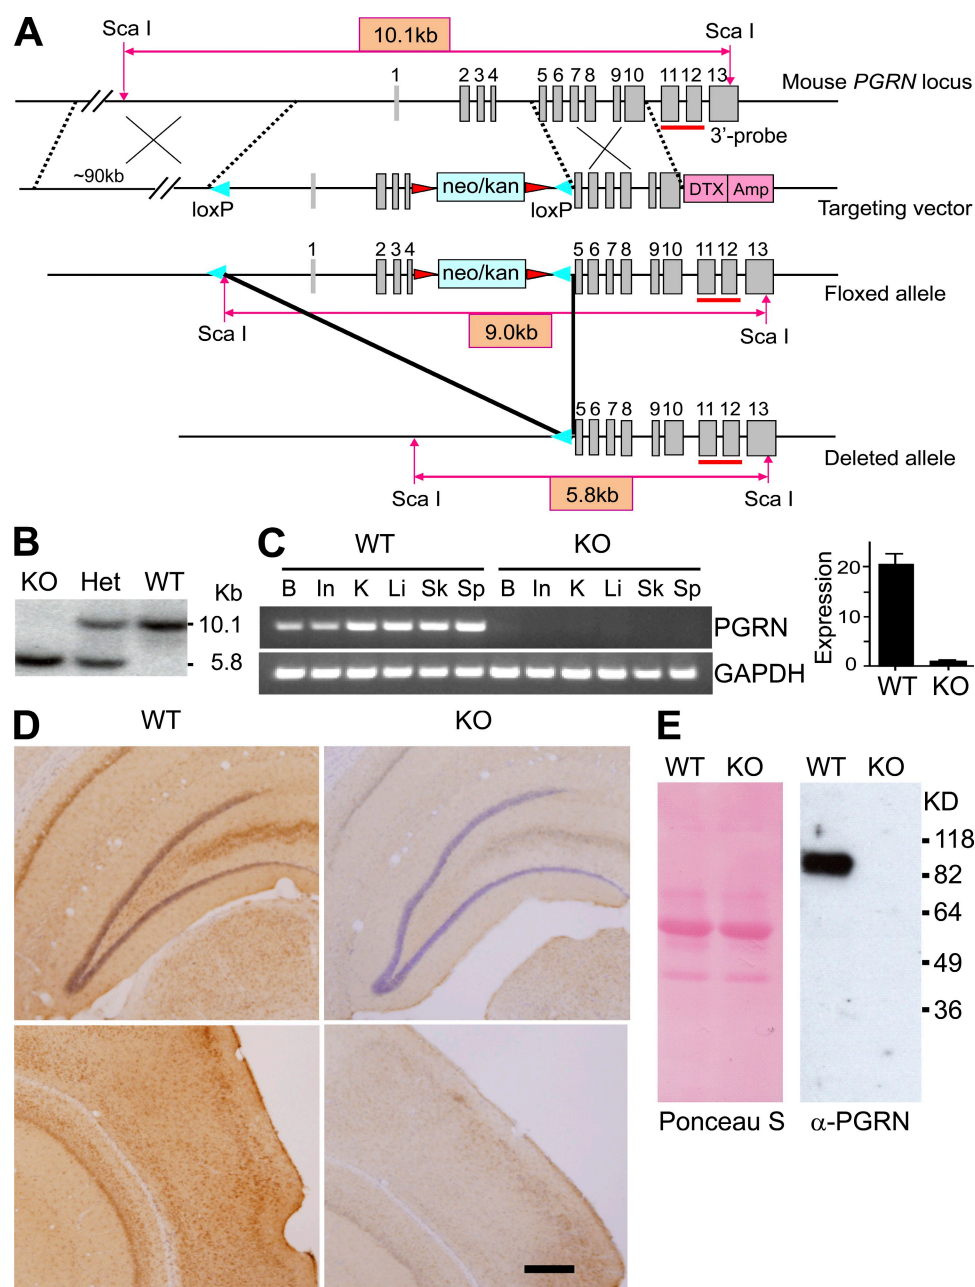 A
Sca I
10.1kb
Sca I
1
2 3 4
5 6 7 8
9 10
11 12 13
Mouse PGRN locus
3'-probe
~90kb
loxP
neo/kan
loxP
DTX Amp
Targeting vector
1
2 3 4
neo/kan
5 6 7 8
9 10
11 12 13
Floxed allele
Sca I
9.0kb
Sca I
5 6 7 8
9 10
11 12 13
Deleted allele
Sca I
5.8kb
Sca I
B
KO Het WT
Kb
10.1
5.8
C
WT KO
B In K Li Sk Sp B In K Li Sk Sp
PGRN
GAPDH
Expression
20
10
0
WT KO
D
WT KO
E
WT KO WT KO
KD
118
82
64
49
36
Ponceau S α-PGRN